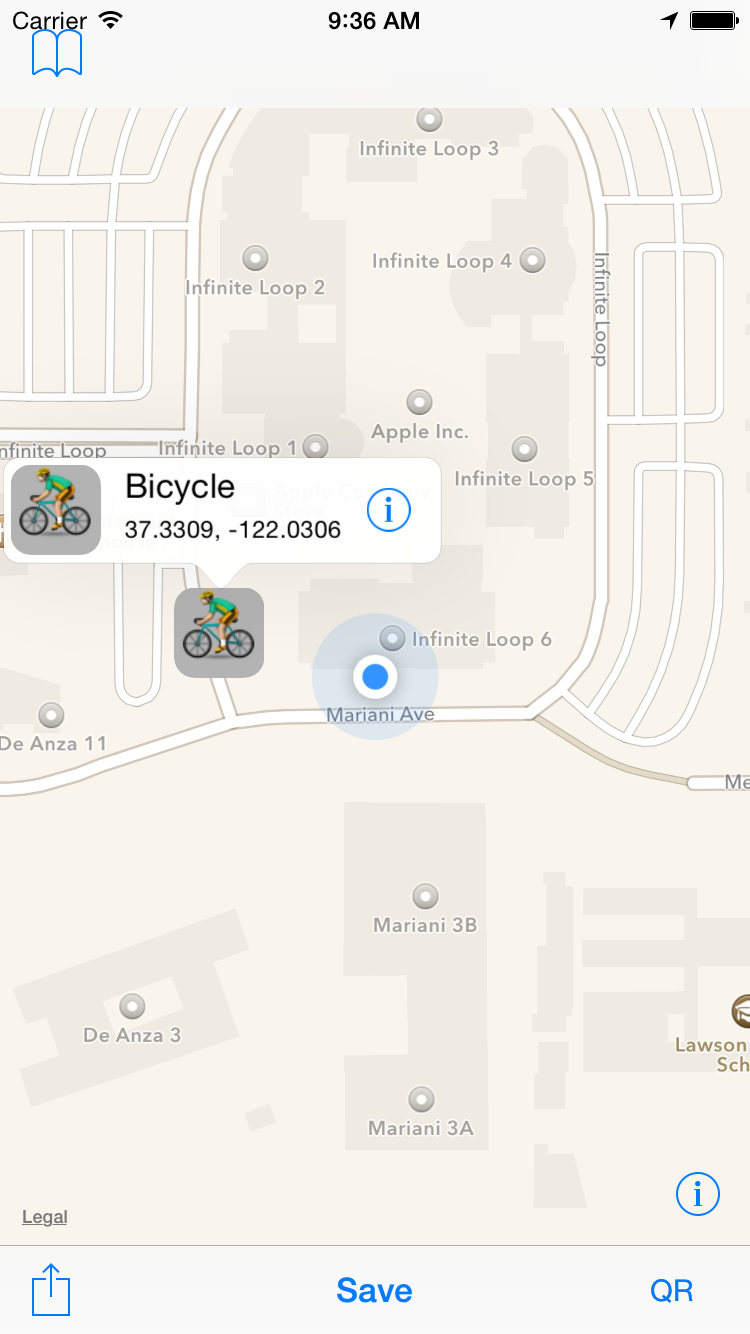 Carrier
9:36 AM
Infinite Loop 3
Infinite Loop 4
Infinite Loop 2
Infinite Loop
Apple Inc.
nfinite Loop
Infinite Loop 1
Infinite Loop 5
Bicycle
37.3309, -122.0306
Infinite Loop 6
Mariani Ave
De Anza 11
Me
Mariani 3B
De Anza 3
Lawson
Sch
Mariani 3A
Legal
Save
QR